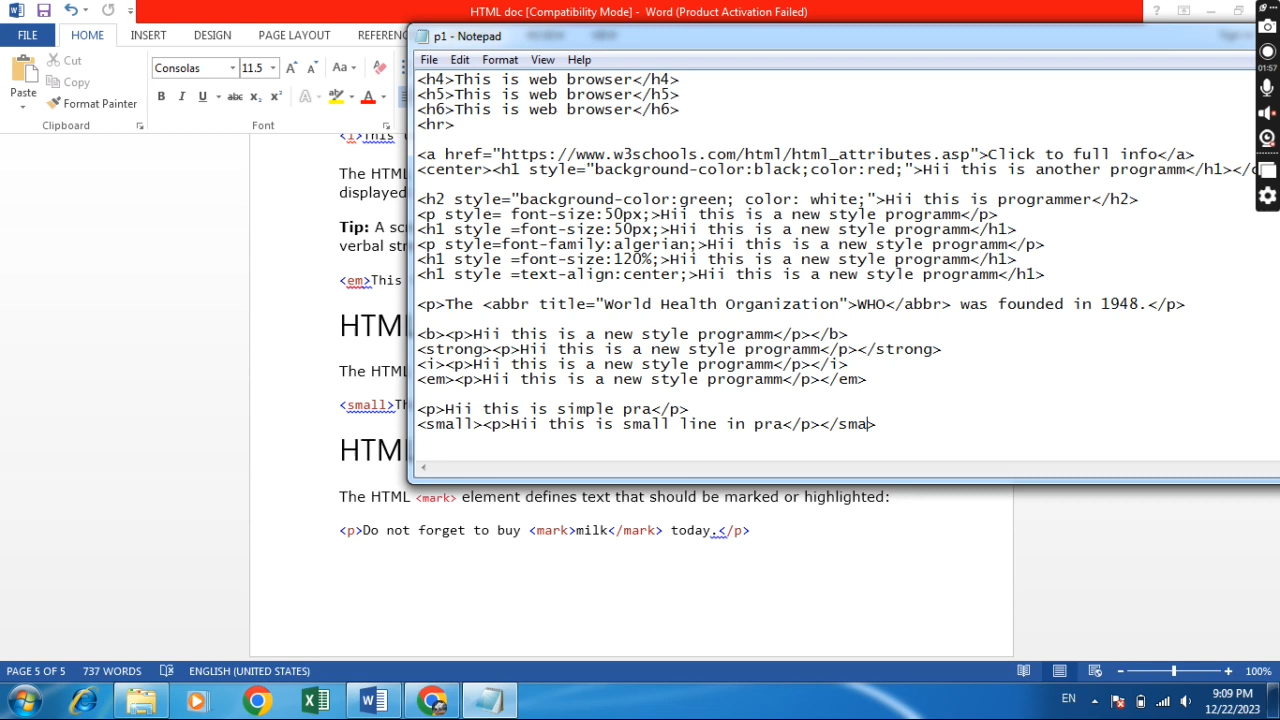 HTML doc [Compatibility Mode] - Word (Product Activation Failed)
FILE HOME INSERT DESIGN PAGE LAYOUT
Cut
Copy
Format Painter
Paste
Clipboard
Consolas 11.5
Aa
B I U abc x₂ x² A A
Font
p1 - Notepad
File Edit Format View Help
<h4>This is web browser</h4>
<h5>This is web browser</h5>
<h6>This is web browser</h6>
<hr>
<a href="https://www.w3schools.com/html/html_attributes.asp">Click to full info</a>
<center><h1 style="background-color:black;color:red;">Hii this is another programm</h1></c
<h2 style="background-color:green; color: white;">Hii this is programmer</h2>
<p style= font-size:50px;>Hii this is a new style programm</p>
<h1 style =font-size:50px;>Hii this is a new style programm</h1>
<p style=font-family:algerian;>Hii this is a new style programm</p>
<h1 style =font-size:120%;>Hii this is a new style programm</h1>
<h1 style =text-align:center;>Hii this is a new style programm</h1>
<p>The <abbr title="World Health Organization">WHO</abbr> was founded in 1948.</p>
<b><p>Hii this is a new style programm</p></b>
<strong><p>Hii this is a new style programm</p></strong>
<i><p>Hii this is a new style programm</p></i>
<em><p>Hii this is a new style programm</p></em>
<p>Hii this is simple pra</p>
<small><p>Hii this is small line in pra</p></sma>
<i>This
The HTML
displayed
Tip: A sc
verbal str
<em>This
HTML
The HTML
<small>Th
HTML
The HTML <mark> element defines text that should be marked or highlighted:
<p>Do not forget to buy <mark>milk</mark> today.</p>
01:57
PAGE 5 OF 5 737 WORDS ENGLISH (UNITED STATES) 100%
EN
9:09 PM
12/22/2023